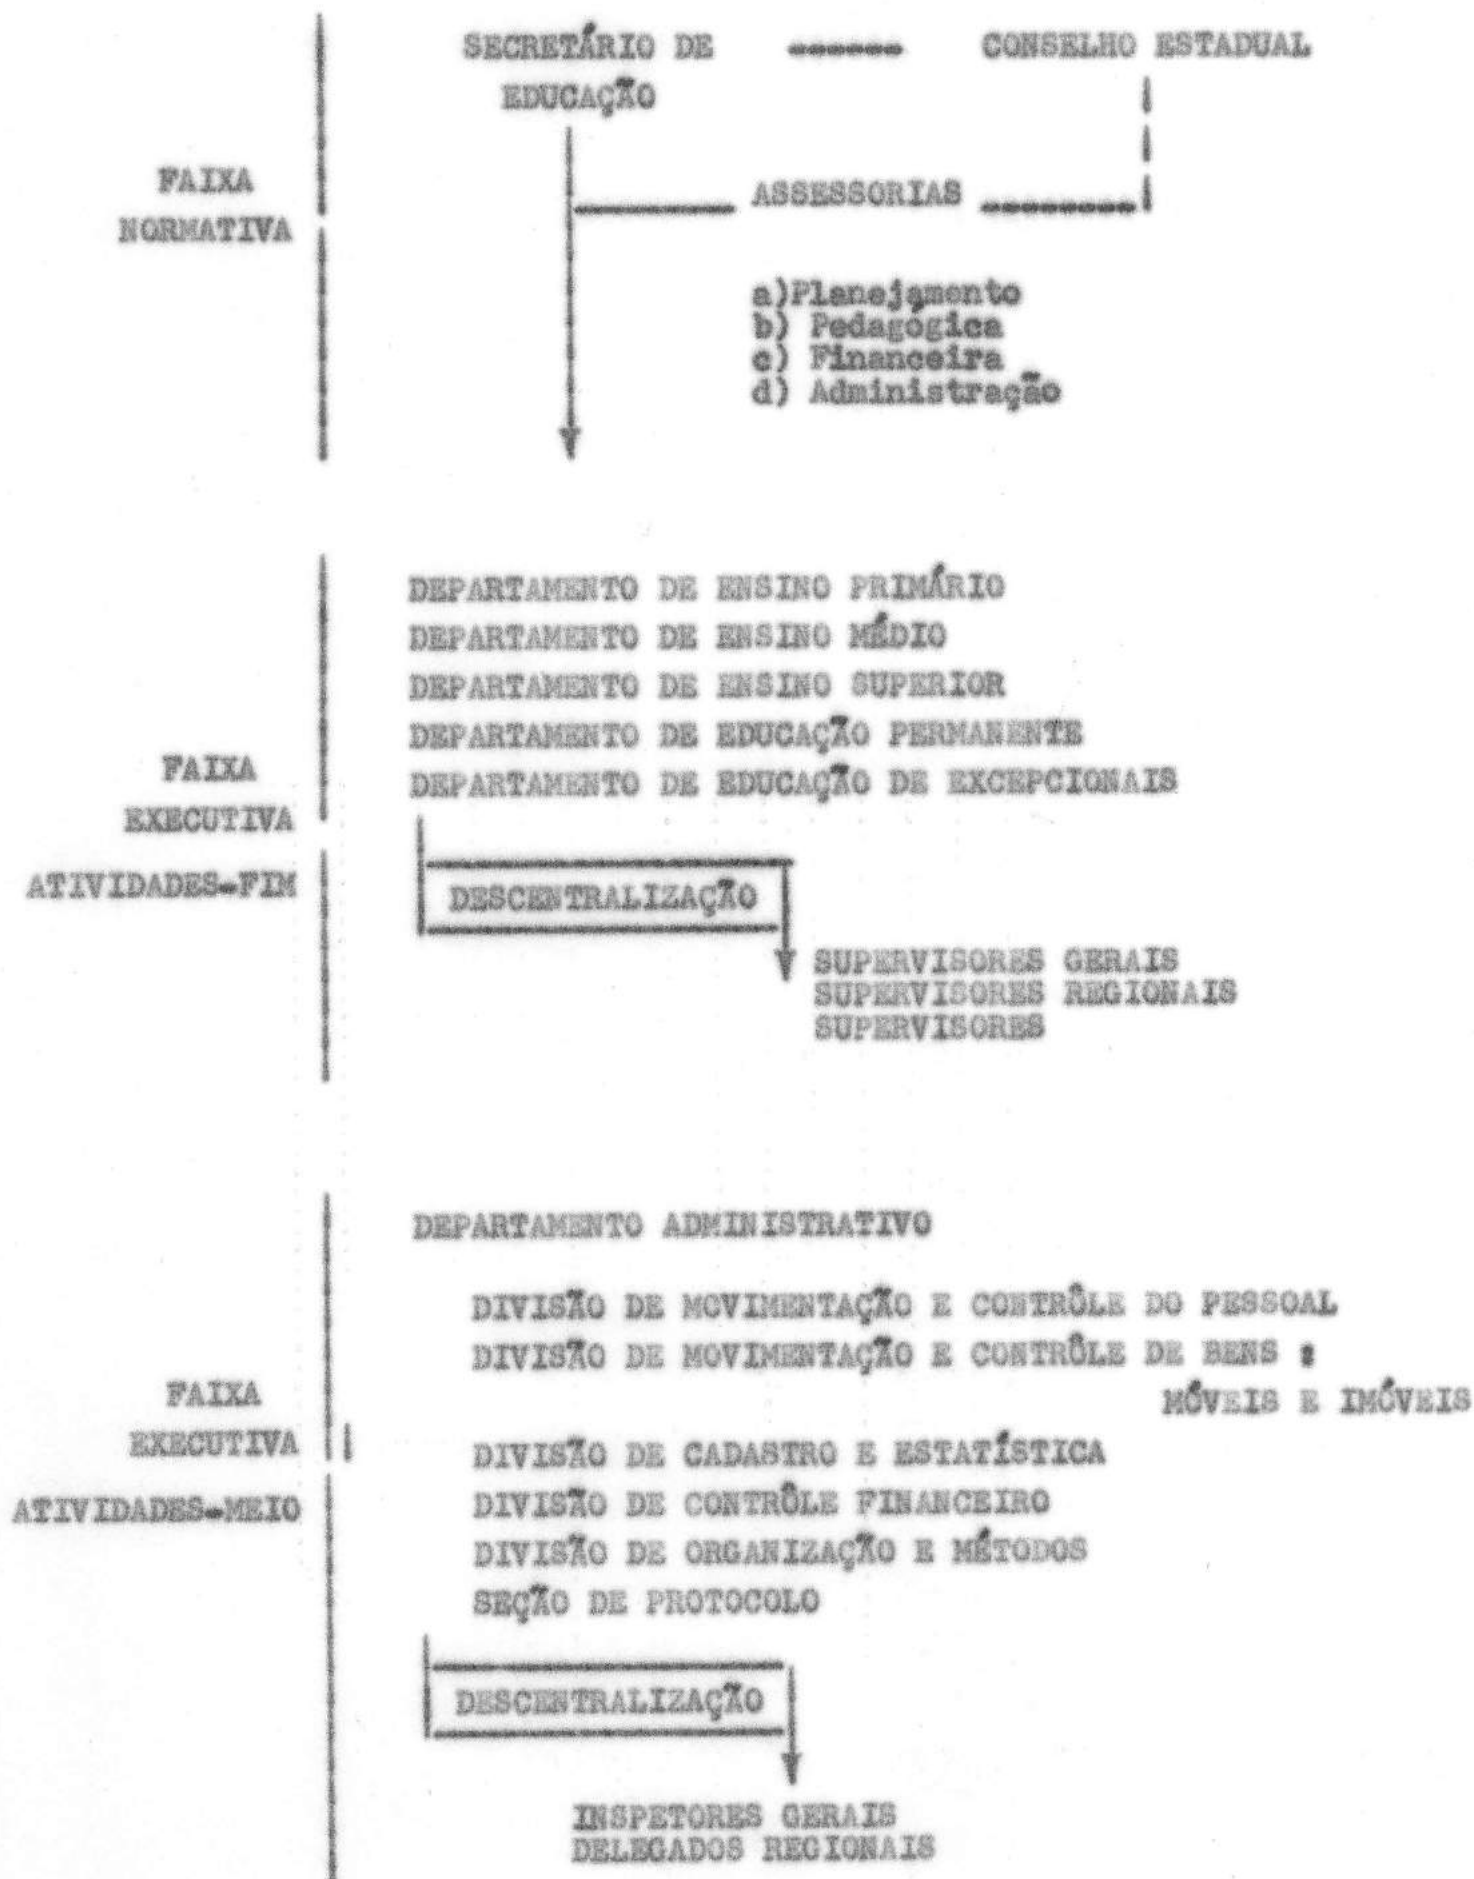 SECRETÁRIO DE ------ CONSELHO ESTADUAL
EDUCAÇÃO
FAIXA
NORMATIVA
ASSESSORIAS
a)Planejamento
b) Pedagógica
c) Financeira
d) Administração
DEPARTAMENTO DE ENSINO PRIMÁRIO
DEPARTAMENTO DE ENSINO MÉDIO
DEPARTAMENTO DE ENSINO SUPERIOR
DEPARTAMENTO DE EDUCAÇÃO PERMANENTE
DEPARTAMENTO DE EDUCAÇÃO DE EXCEPCIONAIS
FAIXA
EXECUTIVA
ATIVIDADES-FIM
DESCENTRALIZAÇÃO
SUPERVISORES GERAIS
SUPERVISORES REGIONAIS
SUPERVISORES
DEPARTAMENTO ADMINISTRATIVO
DIVISÃO DE MOVIMENTAÇÃO E CONTRÔLE DO PESSOAL
DIVISÃO DE MOVIMENTAÇÃO E CONTRÔLE DE BENS :
MÓVEIS E IMÓVEIS
FAIXA
EXECUTIVA
ATIVIDADES-MEIO
DIVISÃO DE CADASTRO E ESTATÍSTICA
DIVISÃO DE CONTRÔLE FINANCEIRO
DIVISÃO DE ORGANIZAÇÃO E MÉTODOS
SEÇÃO DE PROTOCOLO
DESCENTRALIZAÇÃO
INSPETORES GERAIS
DELEGADOS REGIONAIS